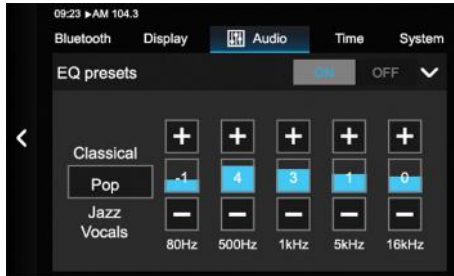 09:23 ►AM 104.3
Bluetooth Display Audio Time System
EQ presets ON OFF
Classical
Pop
Jazz
Vocals
+ + + + +
-1 4 3 1 0
− − − − −
80Hz 500Hz 1kHz 5kHz 16kHz